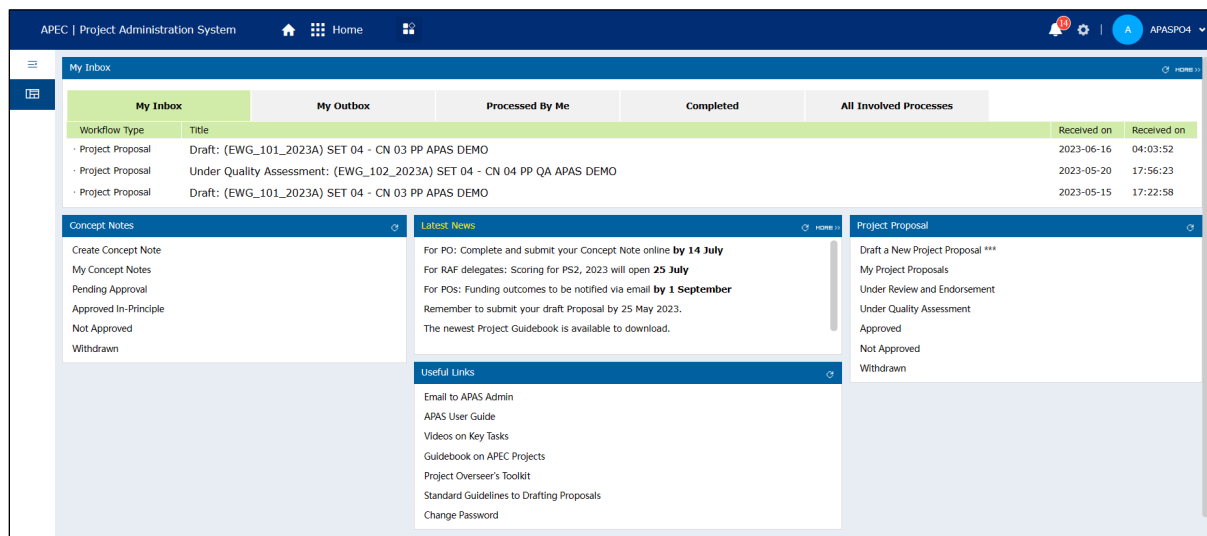 APEC | Project Administration System Home 14 A APASPO4
My Inbox MORE >>
My Inbox My Outbox Processed By Me Completed All Involved Processes
Workflow Type Title Received on Received on
· Project Proposal Draft: (EWG_101_2023A) SET 04 - CN 03 PP APAS DEMO 2023-06-16 04:03:52
· Project Proposal Under Quality Assessment: (EWG_102_2023A) SET 04 - CN 04 PP QA APAS DEMO 2023-05-20 17:56:23
· Project Proposal Draft: (EWG_101_2023A) SET 04 - CN 03 PP APAS DEMO 2023-05-15 17:22:58
Concept Notes
Create Concept Note
My Concept Notes
Pending Approval
Approved In-Principle
Not Approved
Withdrawn
Latest News MORE >>
For PO: Complete and submit your Concept Note online by 14 July
For RAF delegates: Scoring for PS2, 2023 will open 25 July
For POs: Funding outcomes to be notified via email by 1 September
Remember to submit your draft Proposal by 25 May 2023.
The newest Project Guidebook is available to download.
Useful Links
Email to APAS Admin
APAS User Guide
Videos on Key Tasks
Guidebook on APEC Projects
Project Overseer's Toolkit
Standard Guidelines to Drafting Proposals
Change Password
Project Proposal
Draft a New Project Proposal ***
My Project Proposals
Under Review and Endorsement
Under Quality Assessment
Approved
Not Approved
Withdrawn